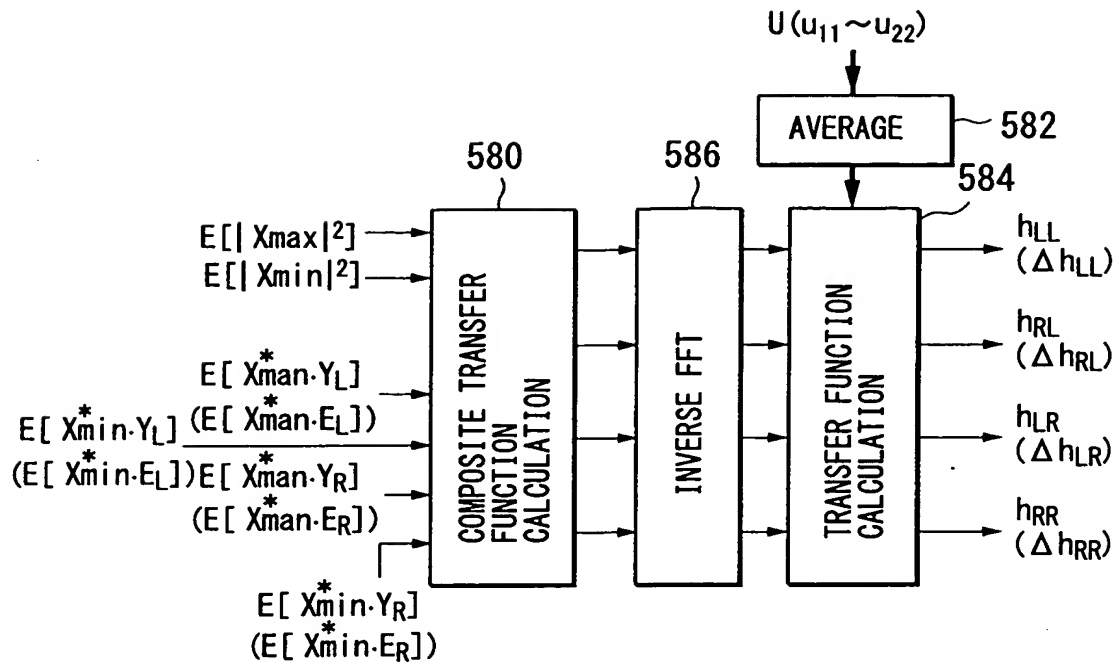 U(u11~u22)
AVERAGE
582
580
586
584
E[|Xmax|²]
E[|Xmin|²]
E[X*man·YL]
(E[X*man·EL])
E[X*min·YL]
(E[X*min·EL])
E[X*man·YR]
(E[X*man·ER])
E[X*min·YR]
(E[X*min·ER])
COMPOSITE TRANSFER
FUNCTION
CALCULATION
INVERSE FFT
TRANSFER FUNCTION
CALCULATION
hLL
(ΔhLL)
hRL
(ΔhRL)
hLR
(ΔhLR)
hRR
(ΔhRR)